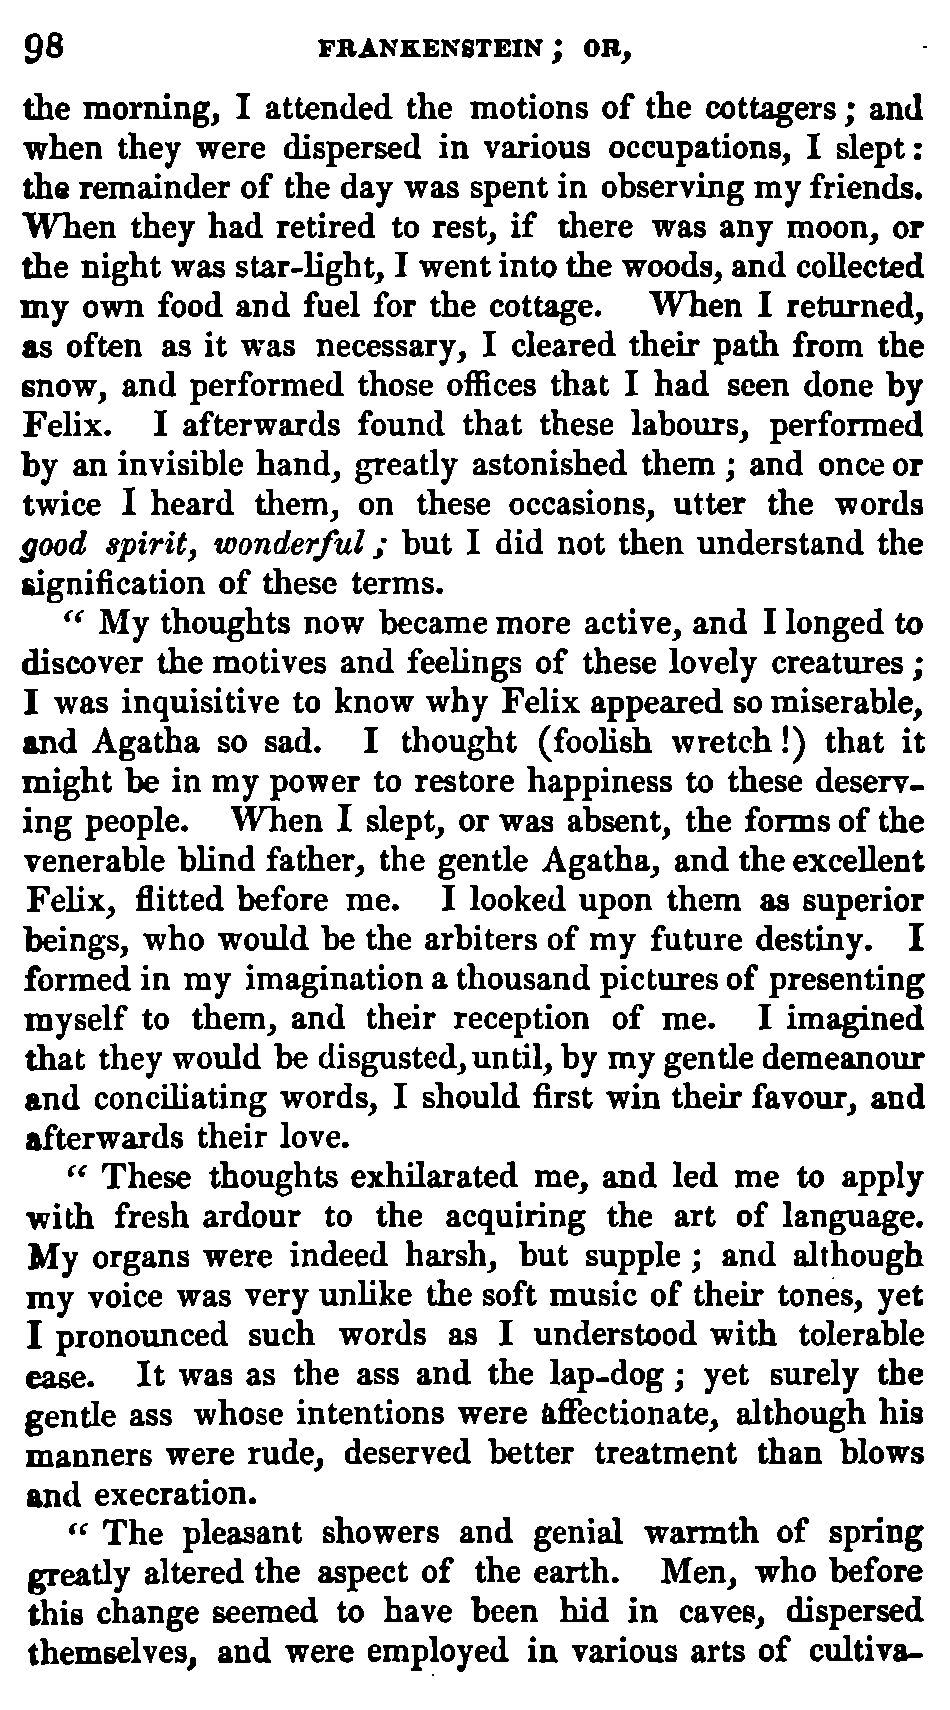 98 FRANKENSTEIN ; OR,
the morning, I attended the motions of the cottagers ; and
when they were dispersed in various occupations, I slept :
the remainder of the day was spent in observing my friends.
When they had retired to rest, if there was any moon, or
the night was star-light, I went into the woods, and collected
my own food and fuel for the cottage. When I returned,
as often as it was necessary, I cleared their path from the
snow, and performed those offices that I had seen done by
Felix. I afterwards found that these labours, performed
by an invisible hand, greatly astonished them ; and once or
twice I heard them, on these occasions, utter the words
good spirit, wonderful ; but I did not then understand the
signification of these terms.
“ My thoughts now became more active, and I longed to
discover the motives and feelings of these lovely creatures ;
I was inquisitive to know why Felix appeared so miserable,
and Agatha so sad. I thought (foolish wretch !) that it
might be in my power to restore happiness to these deserv-
ing people. When I slept, or was absent, the forms of the
venerable blind father, the gentle Agatha, and the excellent
Felix, flitted before me. I looked upon them as superior
beings, who would be the arbiters of my future destiny. I
formed in my imagination a thousand pictures of presenting
myself to them, and their reception of me. I imagined
that they would be disgusted, until, by my gentle demeanour
and conciliating words, I should first win their favour, and
afterwards their love.
“ These thoughts exhilarated me, and led me to apply
with fresh ardour to the acquiring the art of language.
My organs were indeed harsh, but supple ; and although
my voice was very unlike the soft music of their tones, yet
I pronounced such words as I understood with tolerable
ease. It was as the ass and the lap-dog ; yet surely the
gentle ass whose intentions were affectionate, although his
manners were rude, deserved better treatment than blows
and execration.
“ The pleasant showers and genial warmth of spring
greatly altered the aspect of the earth. Men, who before
this change seemed to have been hid in caves, dispersed
themselves, and were employed in various arts of cultiva-